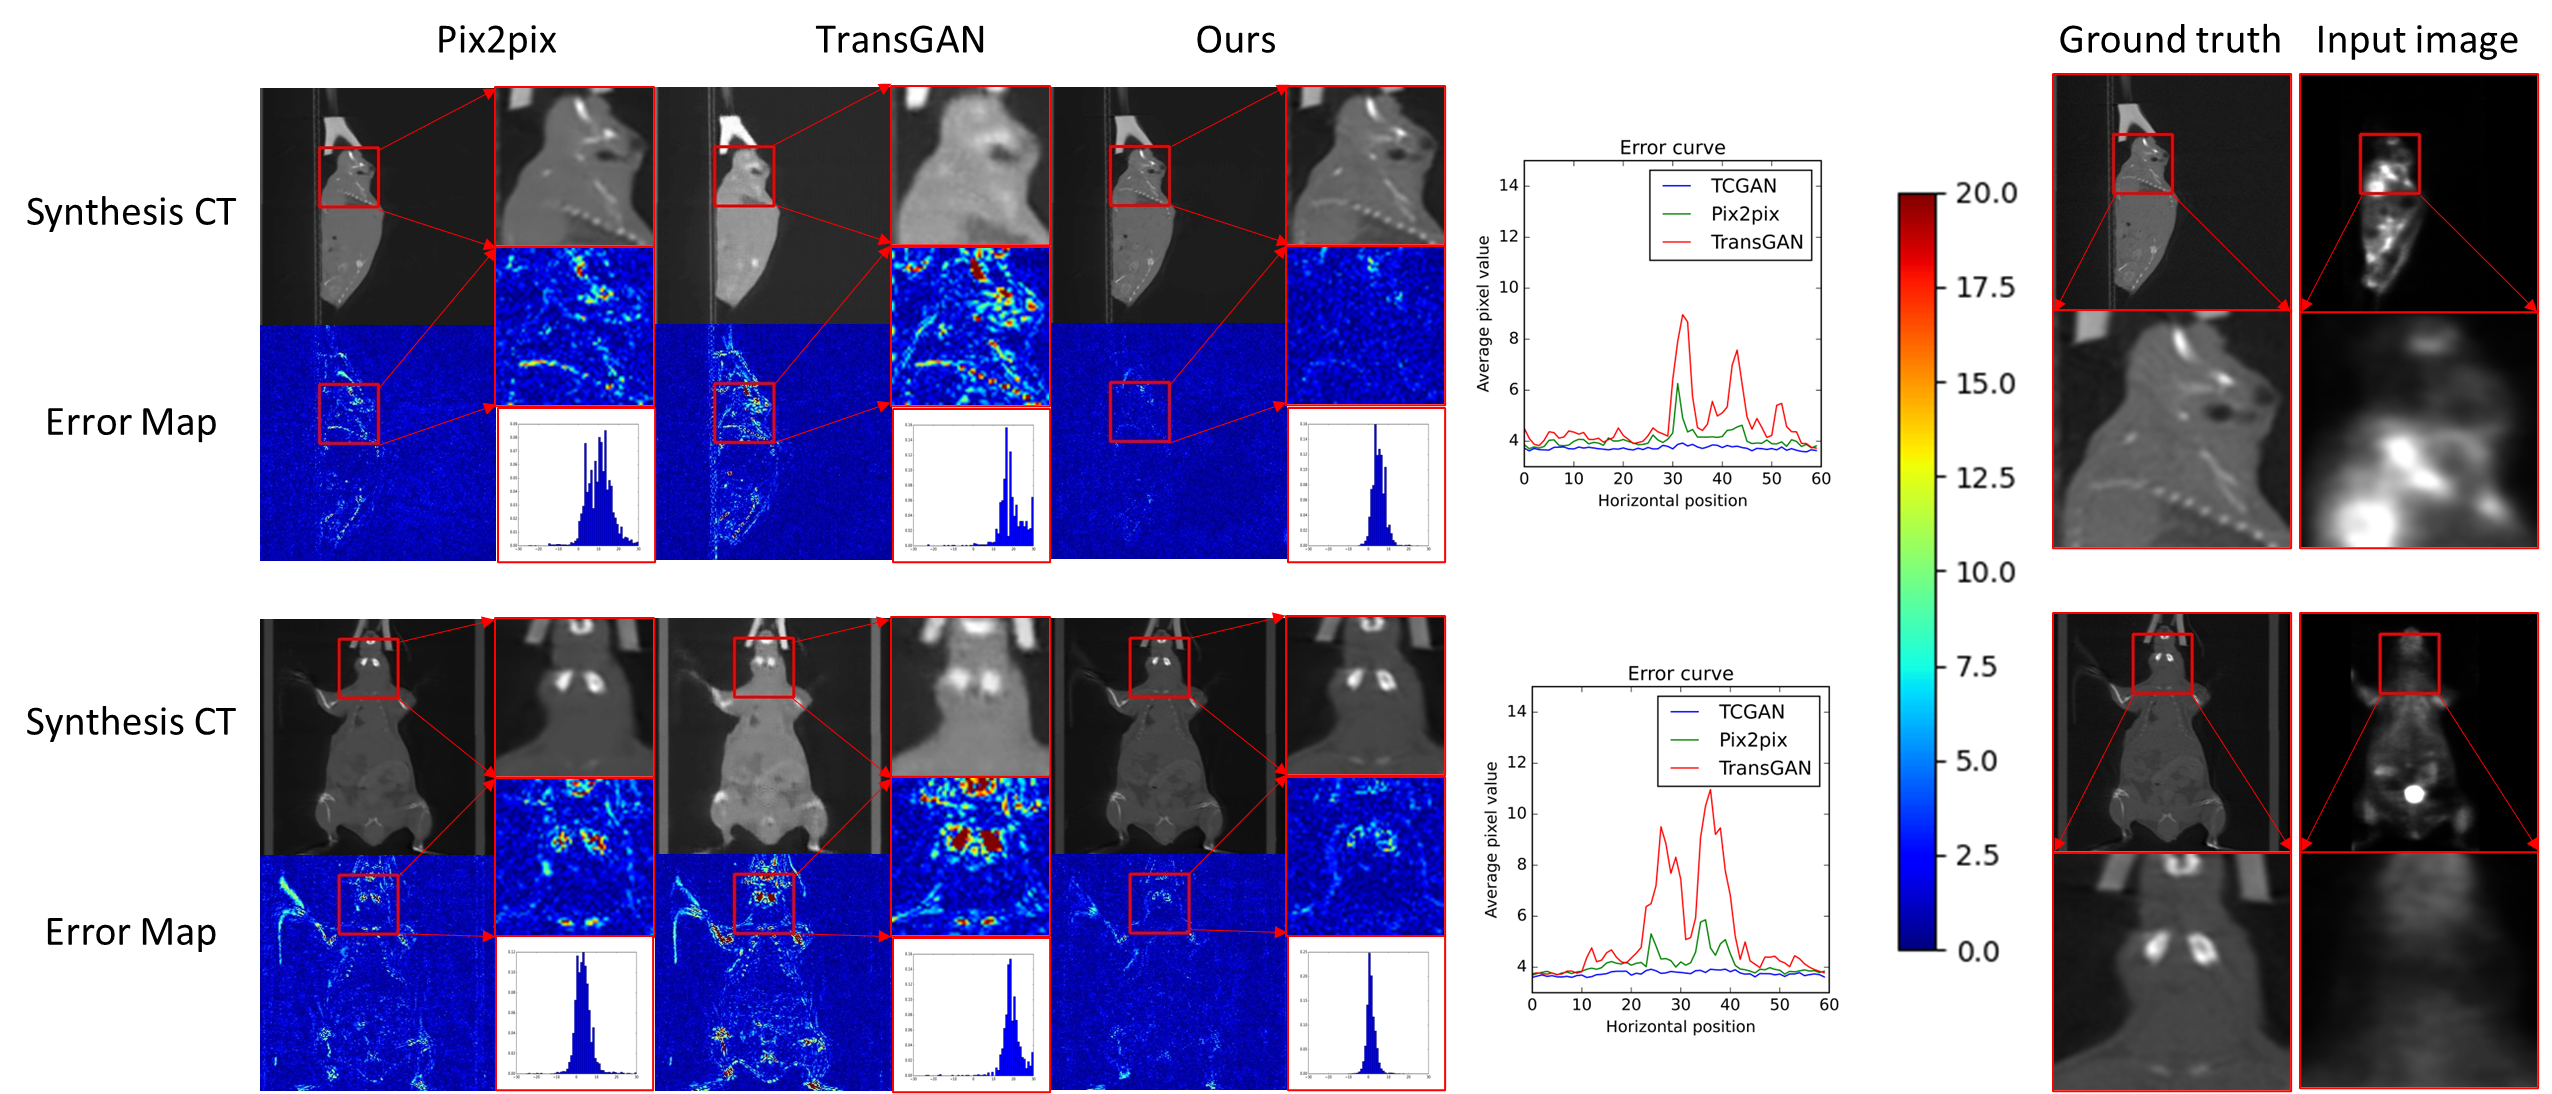 Pix2pix
TransGAN
Ours
Ground truth
Input image
Synthesis CT
Error Map
Error curve
TCGAN
Pix2pix
TransGAN
Average pixel value
14
12
10
8
6
4
0 10 20 30 40 50 60
Horizontal position
20.0
17.5
15.0
12.5
10.0
7.5
5.0
2.5
0.0
Synthesis CT
Error Map
Error curve
TCGAN
Pix2pix
TransGAN
Average pixel value
14
12
10
8
6
4
0 10 20 30 40 50 60
Horizontal position